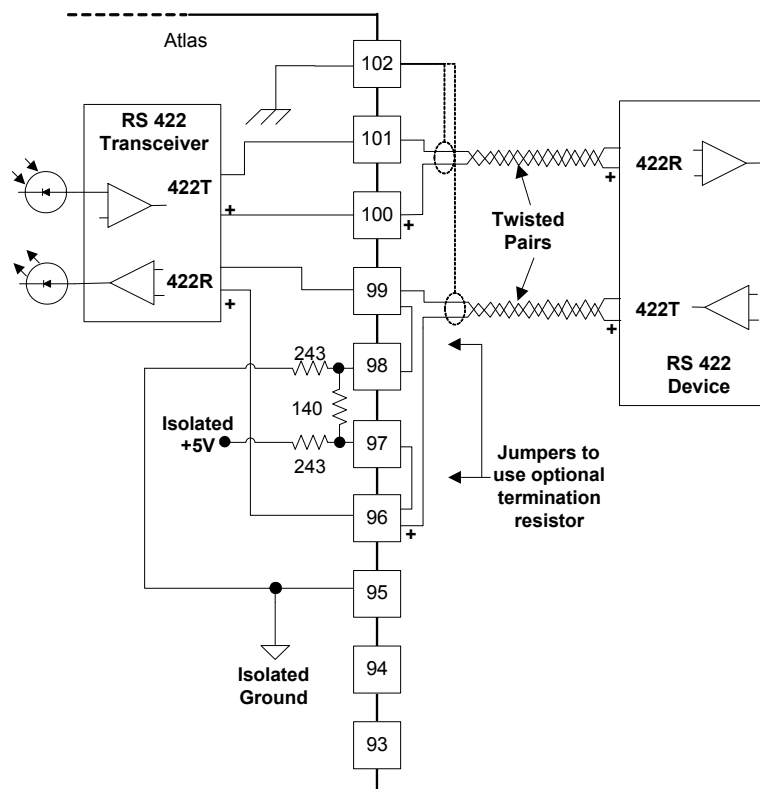 Atlas
102
RS 422
Transceiver
101
422T
422R
+
100
+
+
Twisted
Pairs
422R
+
99
422T
+
243
98
RS 422
Device
140
Isolated
+5V
97
243
Jumpers to
use optional
termination
resistor
96
+
95
Isolated
Ground
94
93